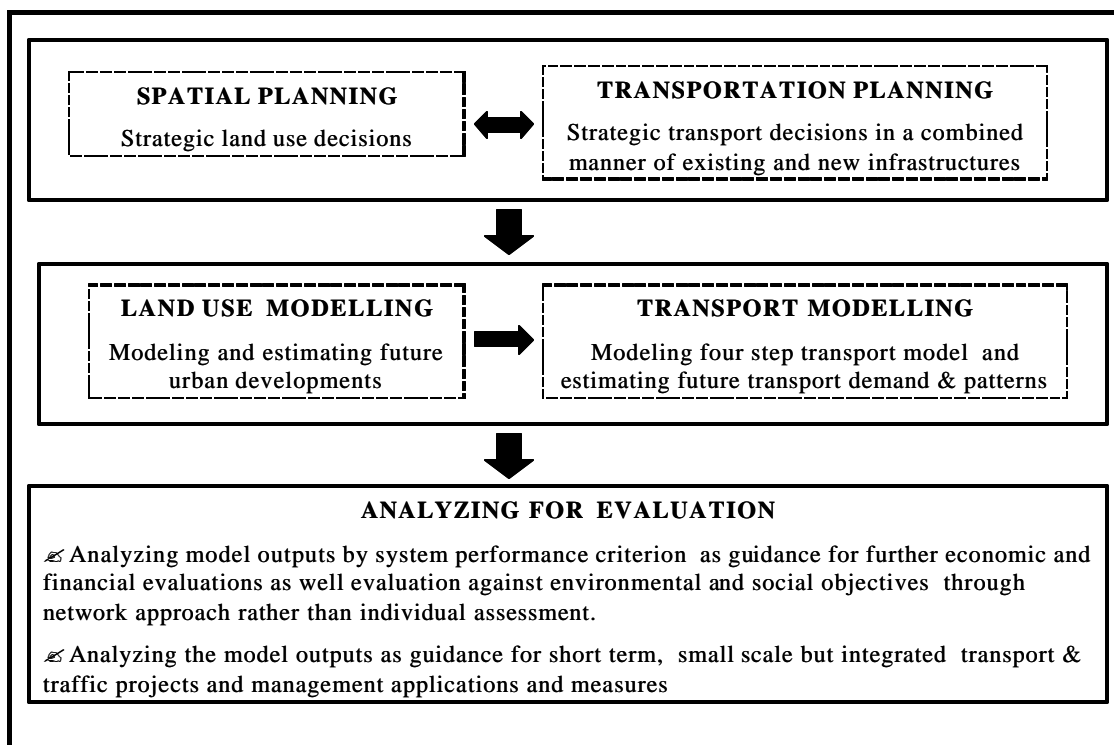 SPATIAL PLANNING
Strategic land use decisions
TRANSPORTATION PLANNING
Strategic transport decisions in a combined
manner of existing and new infrastructures
LAND USE MODELLING
Modeling and estimating future
urban developments
TRANSPORT MODELLING
Modeling four step transport model and
estimating future transport demand & patterns
ANALYZING FOR EVALUATION
✍ Analyzing model outputs by system performance criterion as guidance for further economic and
financial evaluations as well evaluation against environmental and social objectives through
network approach rather than individual assessment.
✍ Analyzing the model outputs as guidance for short term, small scale but integrated transport &
traffic projects and management applications and measures